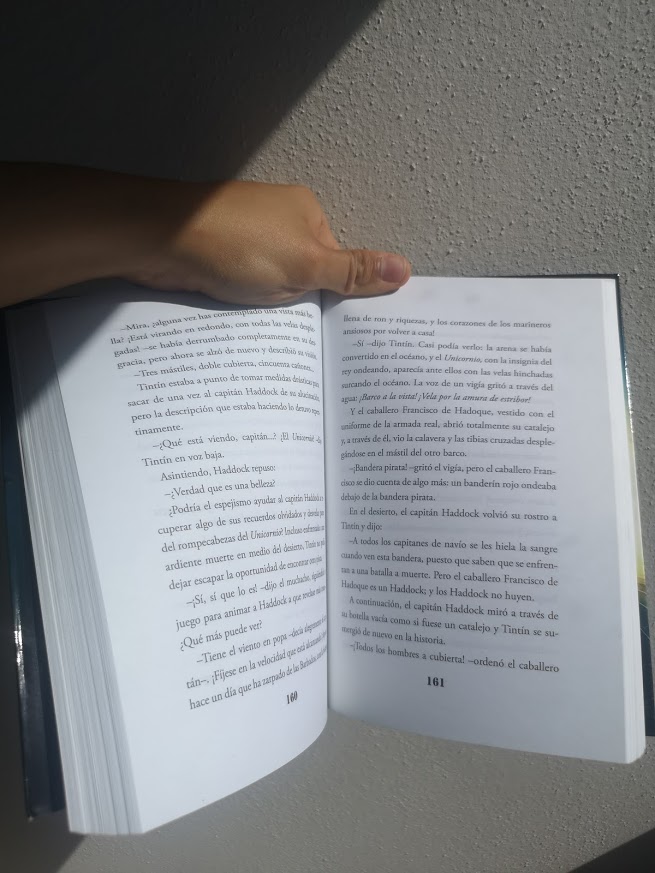 –Mira, ¿alguna vez has contemplado una vista más be-
lla? ¡Está virando en redondo, con todas las velas desple-
gadas! –se había derrumbado completamente en su des-
gracia, pero ahora se alzó de nuevo y describió su visión.
–Tres mástiles, doble cubierta, cincuenta cañones...
Tintín estaba a punto de tomar medidas drásticas para
sacar de una vez al capitán Haddock de su alucinación,
pero la descripción que estaba haciendo lo detuvo repen-
tinamente.
–¿Qué está viendo, capitán...? ¿El Unicornio? –dijo
Tintín en voz baja.
Asintiendo, Haddock repuso:
–¿Verdad que es una belleza?
¿Podría el espejismo ayudar al capitán Haddock a re-
cuperar algo de sus recuerdos olvidados y
del rompecabezas del Unicornio? Incluso enfrentado a una
ardiente muerte en medio del desierto, Tintín no
dejar escapar la oportunidad de encontrar
–¡Sí, sí que lo es! –dijo el muchacho,
juego para animar a Haddock a que
¿Qué más puede ver?
–Tiene el viento en popa –decía alegremente el capi-
tán–. ¡Fíjese en la velocidad que está alcanzando,
hace un día que ha zarpado de las Barbados,
160
llena de ron y riquezas, y los corazones de los marineros
ansiosos por volver a casa!
–Sí –dijo Tintín. Casi podía verlo: la arena se había
convertido en el océano, y el Unicornio, con la insignia del
rey ondeando, aparecía ante ellos con las velas hinchadas
surcando el océano. La voz de un vigía gritó a través del
agua: ¡Barco a la vista! ¡Vela por la amura de estribor!
Y el caballero Francisco de Hadoque, vestido con el
uniforme de la armada real, abrió totalmente su catalejo
y, a través de él, vio la calavera y las tibias cruzadas desple-
gándose en el mástil del otro barco.
–¡Bandera pirata! –gritó el vigía, pero el caballero Fran-
cisco se dio cuenta de algo más: un banderín rojo ondeaba
debajo de la bandera pirata.
En el desierto, el capitán Haddock volvió su rostro a
Tintín y dijo:
–A todos los capitanes de navío se les hiela la sangre
cuando ven esta bandera, puesto que saben que se enfren-
tan a una batalla a muerte. Pero el caballero Francisco de
Hadoque es un Haddock; y los Haddock no huyen.
A continuación, el capitán Haddock miró a través de
su botella vacía como si fuese un catalejo y Tintín se su-
mergió de nuevo en la historia.
–¡Todos los hombres a cubierta! –ordenó el caballero
161